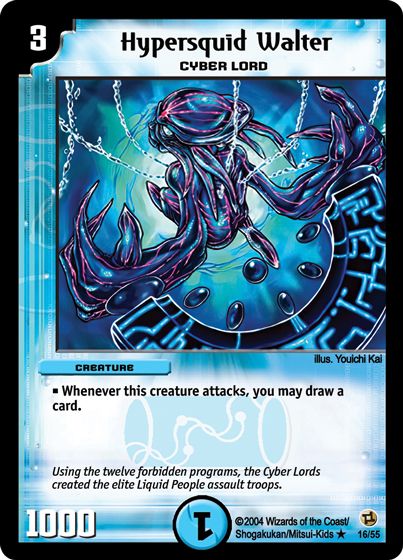 3
Hypersquid Walter
CYBER LORD
illus. Youichi Kai
CREATURE
▪ Whenever this creature attacks, you may draw a
card.
Using the twelve forbidden programs, the Cyber Lords
created the elite Liquid People assault troops.
1000
1
©2004 Wizards of the Coast/
Shogakukan/Mitsui-Kids ★ 16/55